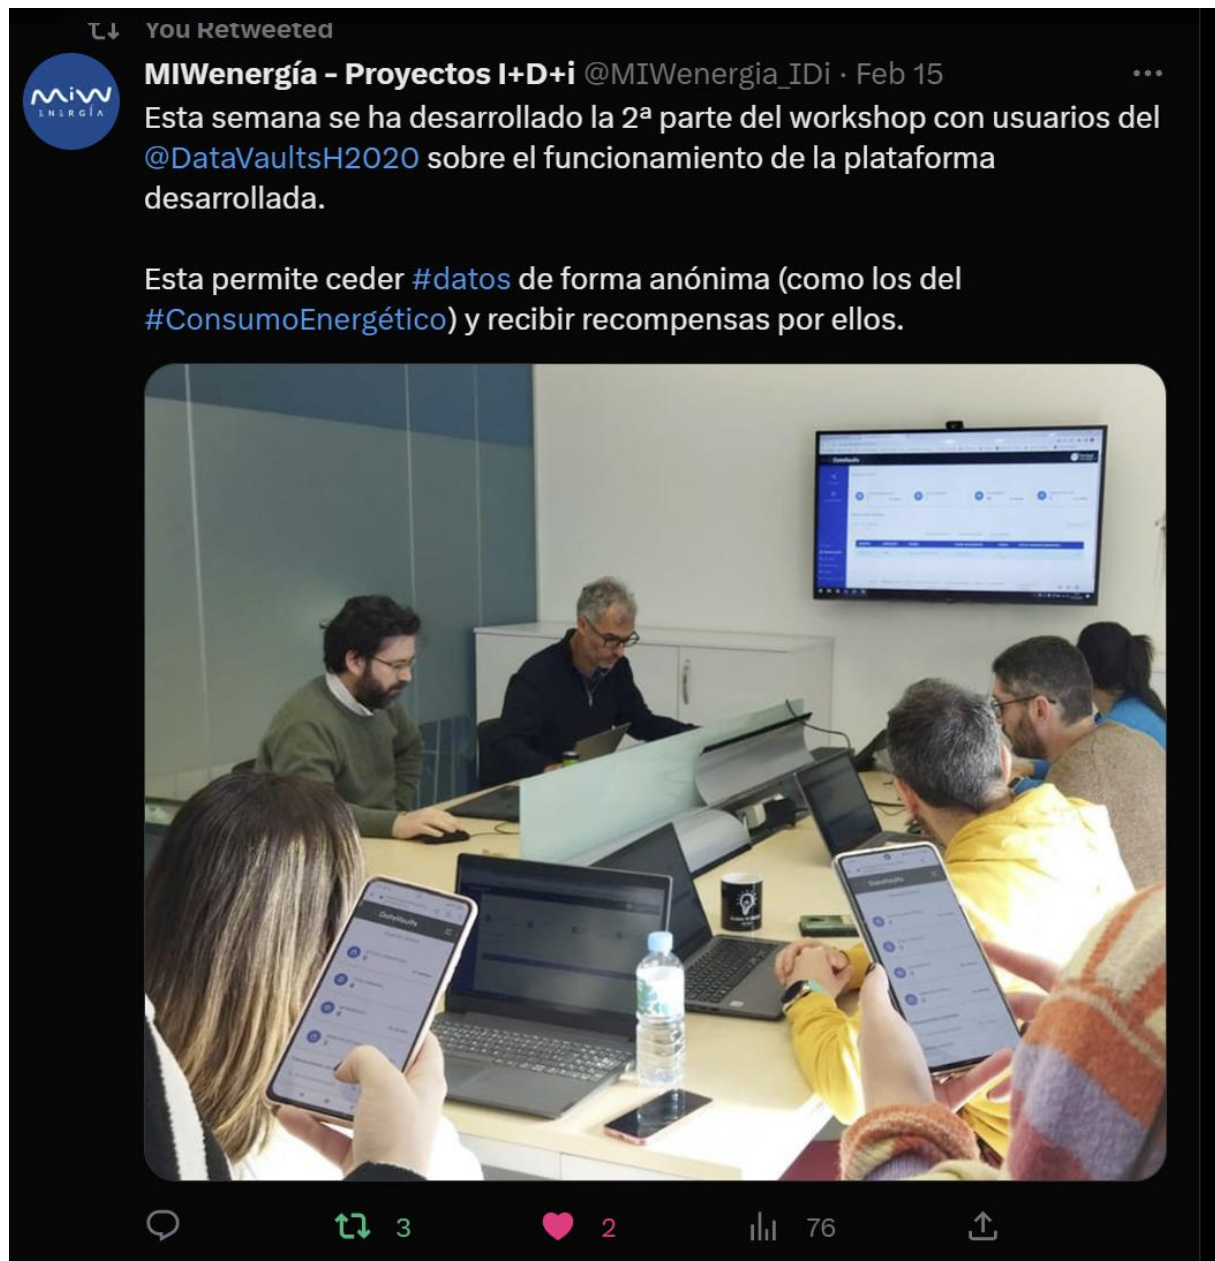 You Retweeted
MIWenergía - Proyectos I+D+i @MIWenergia_IDi · Feb 15
MiW
ENERGÍA
Esta semana se ha desarrollado la 2ª parte del workshop con usuarios del
@DataVaultsH2020 sobre el funcionamiento de la plataforma
desarrollada.
Esta permite ceder #datos de forma anónima (como los del
#ConsumoEnergético) y recibir recompensas por ellos.
DataVaults
DataVaults
DataVaults
3
2
76